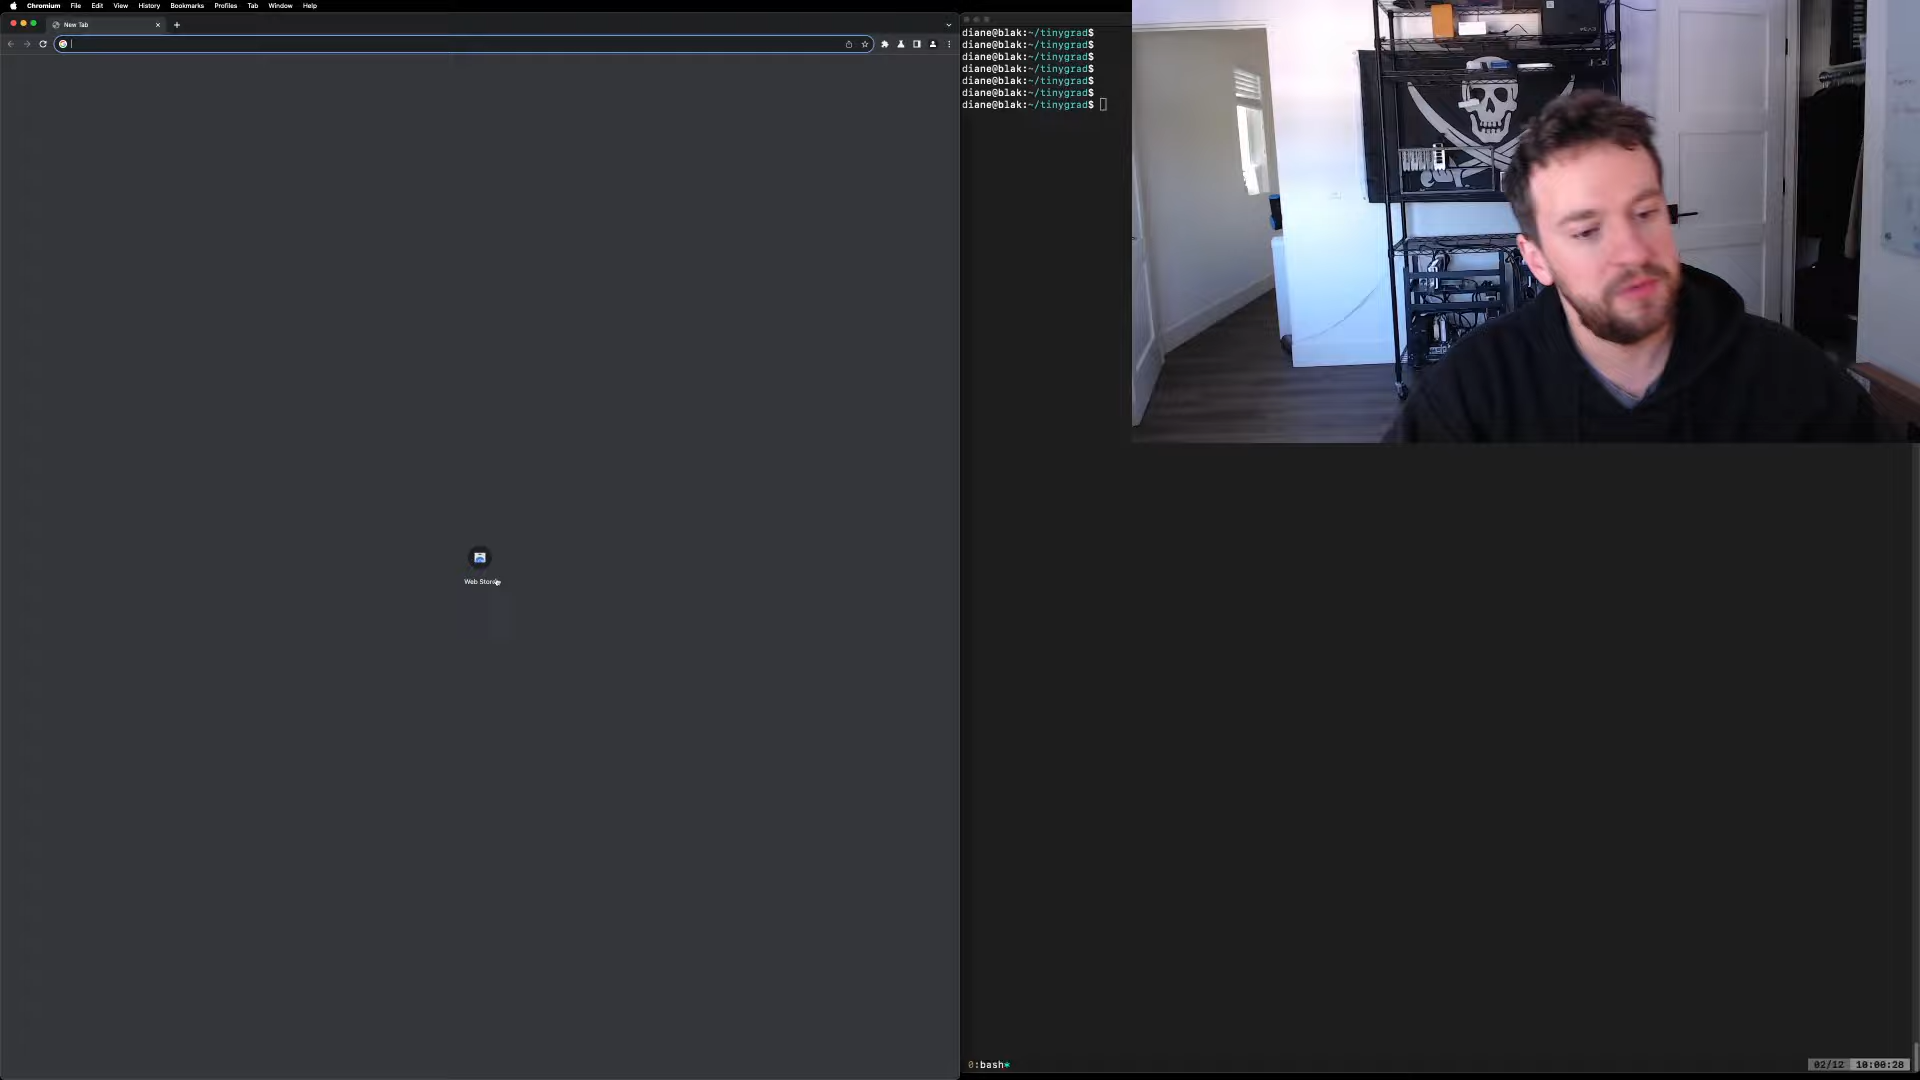 Chromium File Edit View History Bookmarks Profiles Tab Window Help
New Tab
diane@blak:~/tinygrad$
diane@blak:~/tinygrad$
diane@blak:~/tinygrad$
diane@blak:~/tinygrad$
diane@blak:~/tinygrad$
diane@blak:~/tinygrad$
diane@blak:~/tinygrad$
Web Store
0:bash*
02/12 10:00:28